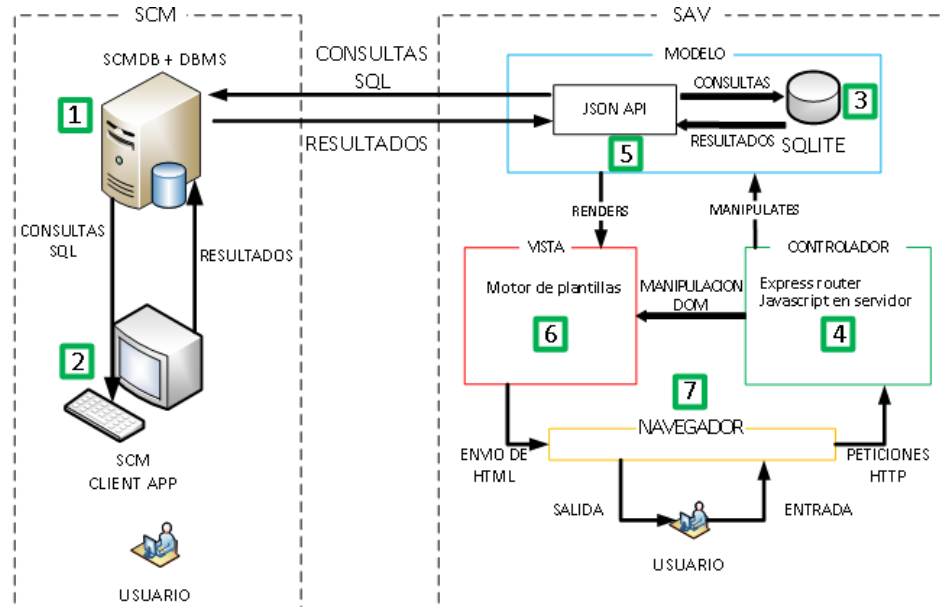 SCM
SCMDB + DBMS
1
CONSULTAS
SQL
RESULTADOS
2
SCM
CLIENT APP
USUARIO
CONSULTAS
SQL
RESULTADOS
SAV
MODELO
JSON API
CONSULTAS
RESULTADOS
3
SQLITE
5
RENDERS
MANIPULATES
VISTA
Motor de plantillas
6
MANIPULACION
DOM
CONTROLADOR
Express router
Javascript en servidor
4
7
NAVEGADOR
ENVIO DE
HTML
PETICIONES
HTTP
SALIDA
ENTRADA
USUARIO